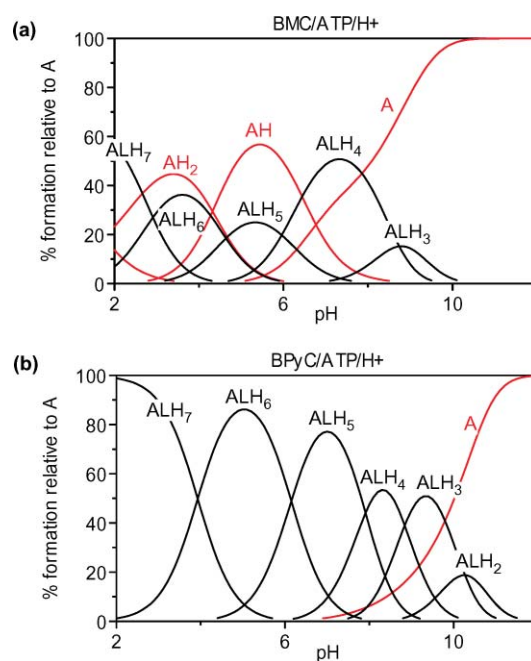 (a)
BMC/ATP/H+
% formation relative to A
100
80
60
40
20
0
ALH7
AH2
ALH6
AH
ALH5
ALH4
A
ALH3
2
6
10
pH
(b)
BPyC/ATP/H+
% formation relative to A
100
80
60
40
20
0
ALH7
ALH6
ALH5
ALH4
ALH3
A
ALH2
2
6
10
pH